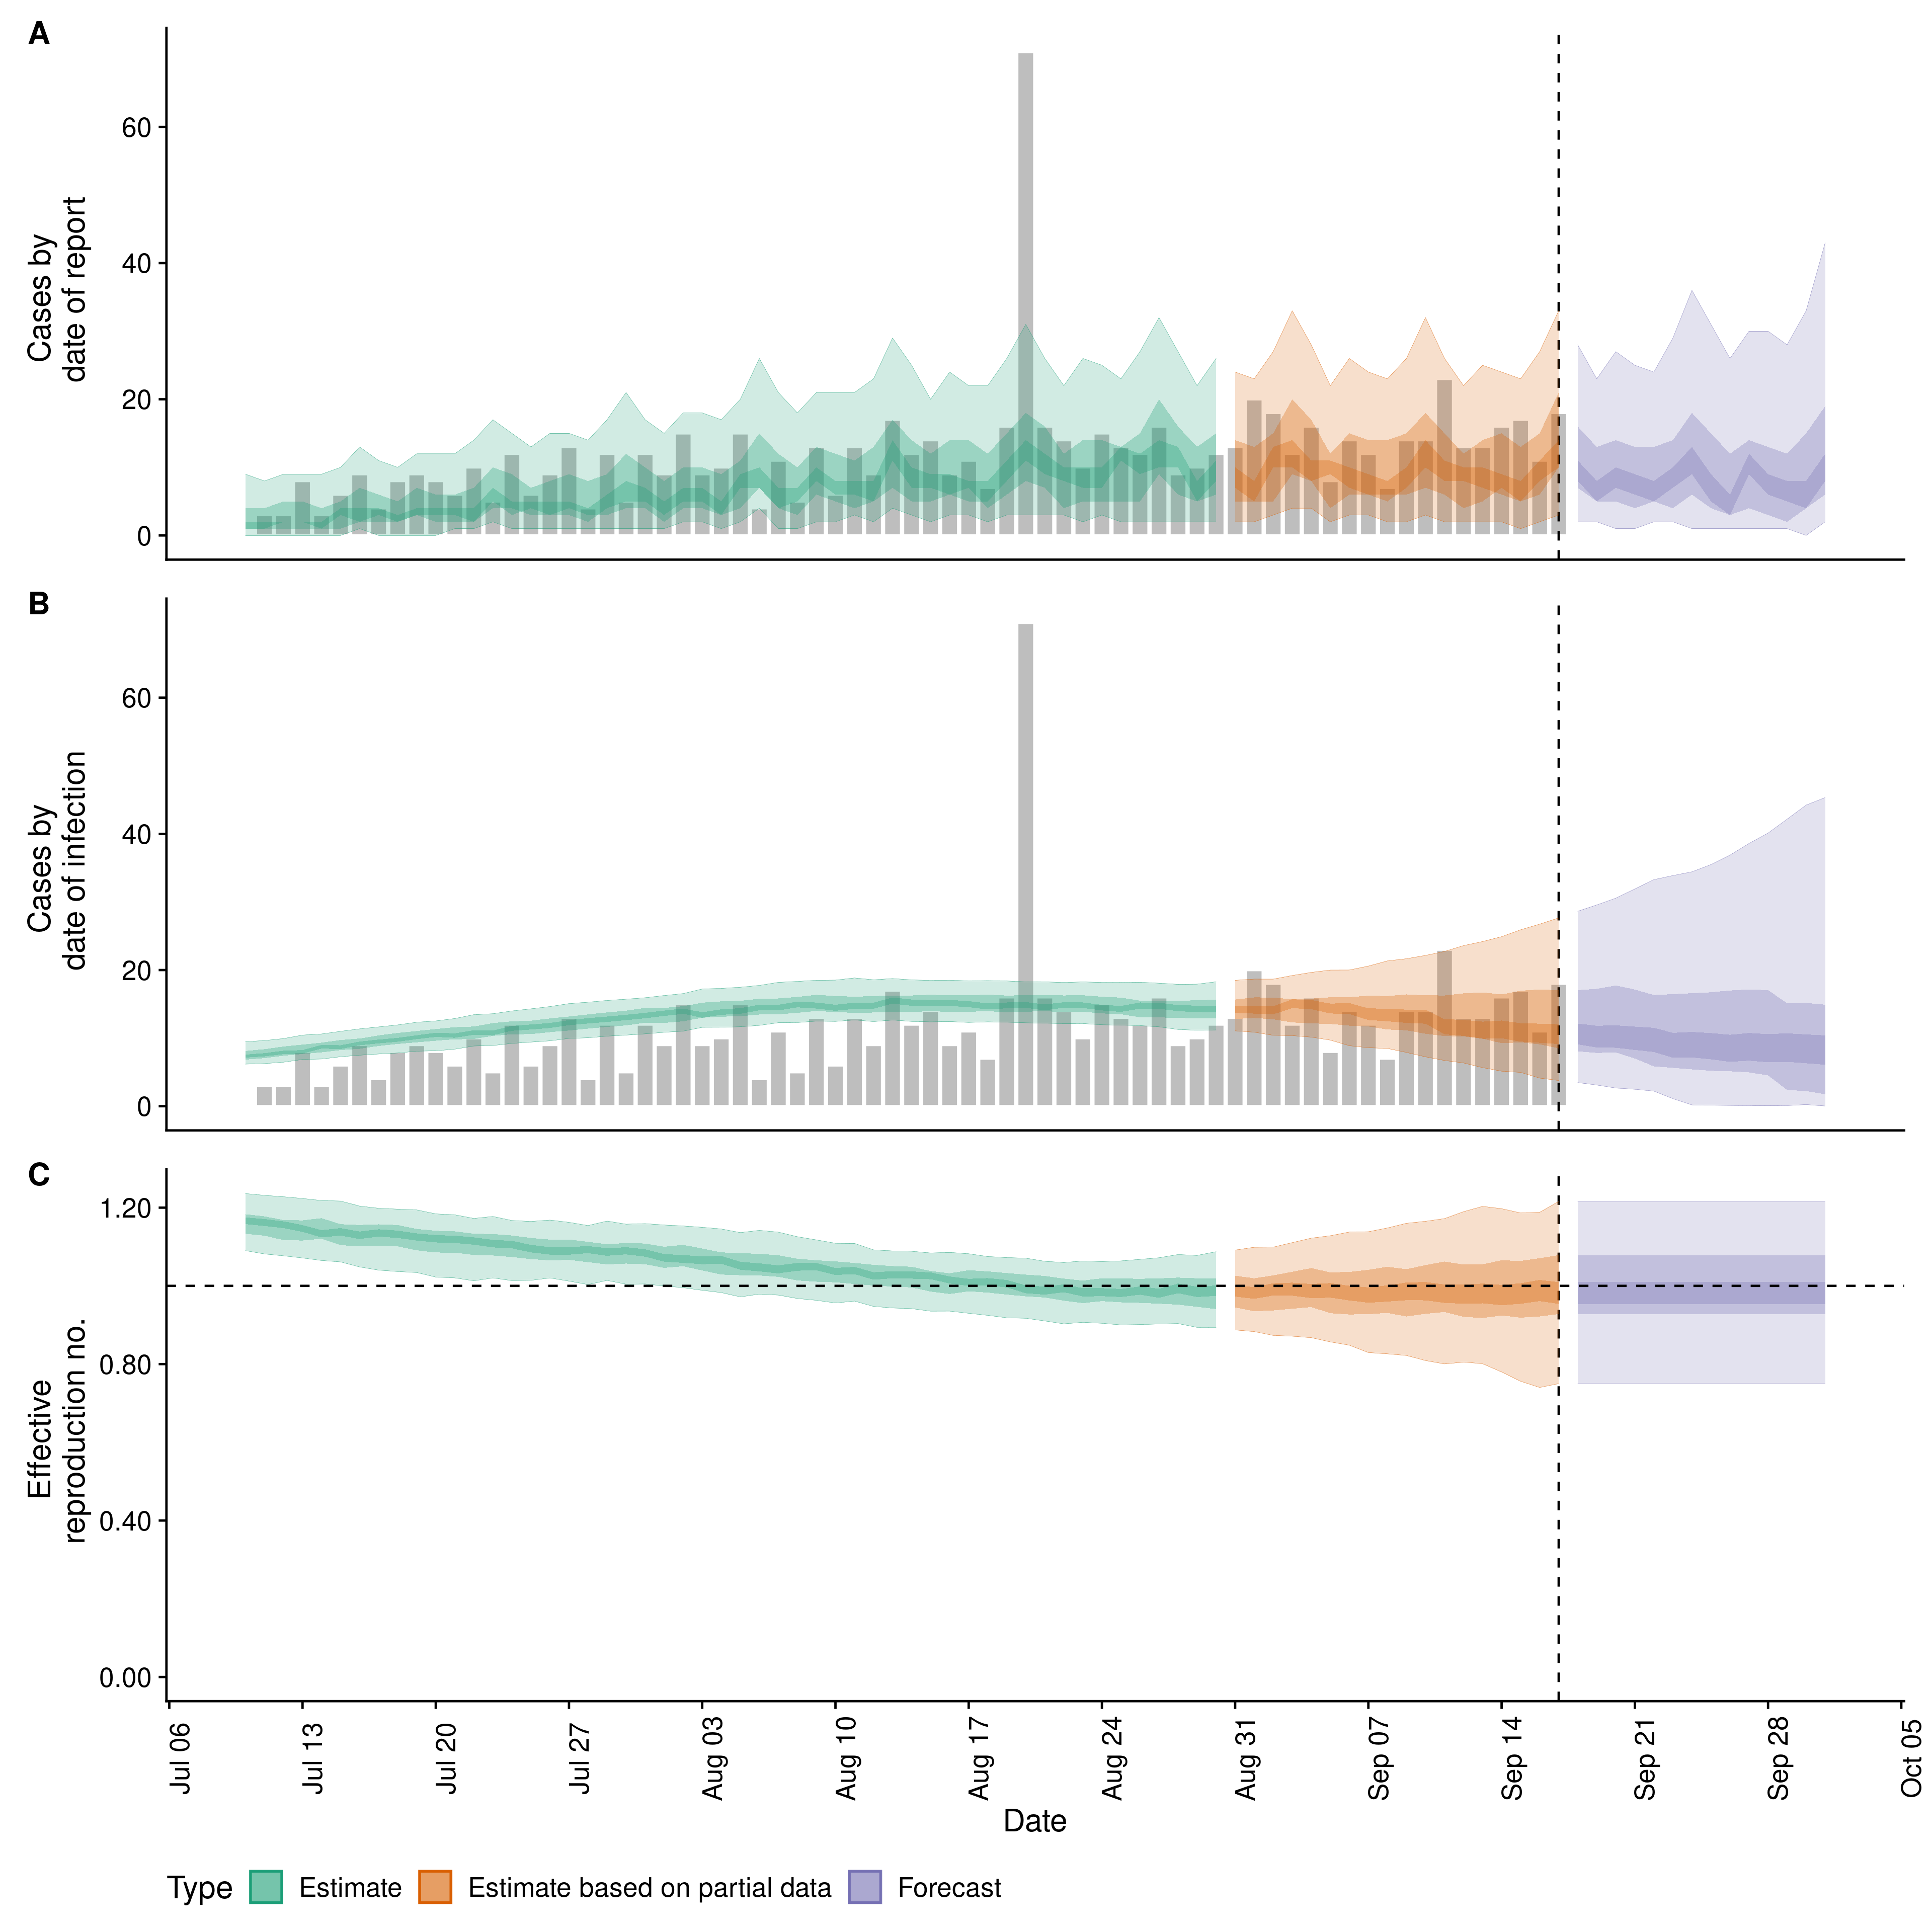 A
Cases by
date of report
60
40
20
0
B
Cases by
date of infection
60
40
20
0
C
Effective
reproduction no.
1.20
0.80
0.40
0.00
Jul 06
Jul 13
Jul 20
Jul 27
Aug 03
Aug 10
Aug 17
Aug 24
Aug 31
Sep 07
Sep 14
Sep 21
Sep 28
Oct 05
Date
Type Estimate Estimate based on partial data Forecast